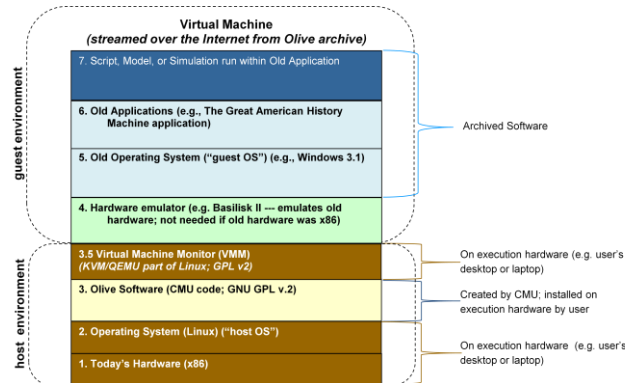 Virtual Machine
(streamed over the Internet from Olive archive)
7. Script, Model, or Simulation run within Old Application
6. Old Applications (e.g., The Great American History
Machine application)
5. Old Operating System (“guest OS”) (e.g., Windows 3.1)
4. Hardware emulator (e.g. Basilisk II --- emulates old
hardware; not needed if old hardware was x86)
guest environment
Archived Software
3.5 Virtual Machine Monitor (VMM)
(KVM/QEMU part of Linux; GPL v2)
3. Olive Software (CMU code; GNU GPL v.2)
2. Operating System (Linux) (“host OS”)
1. Today’s Hardware (x86)
host environment
On execution hardware (e.g. user’s
desktop or laptop)
Created by CMU; installed on
execution hardware by user
On execution hardware (e.g. user’s
desktop or laptop)